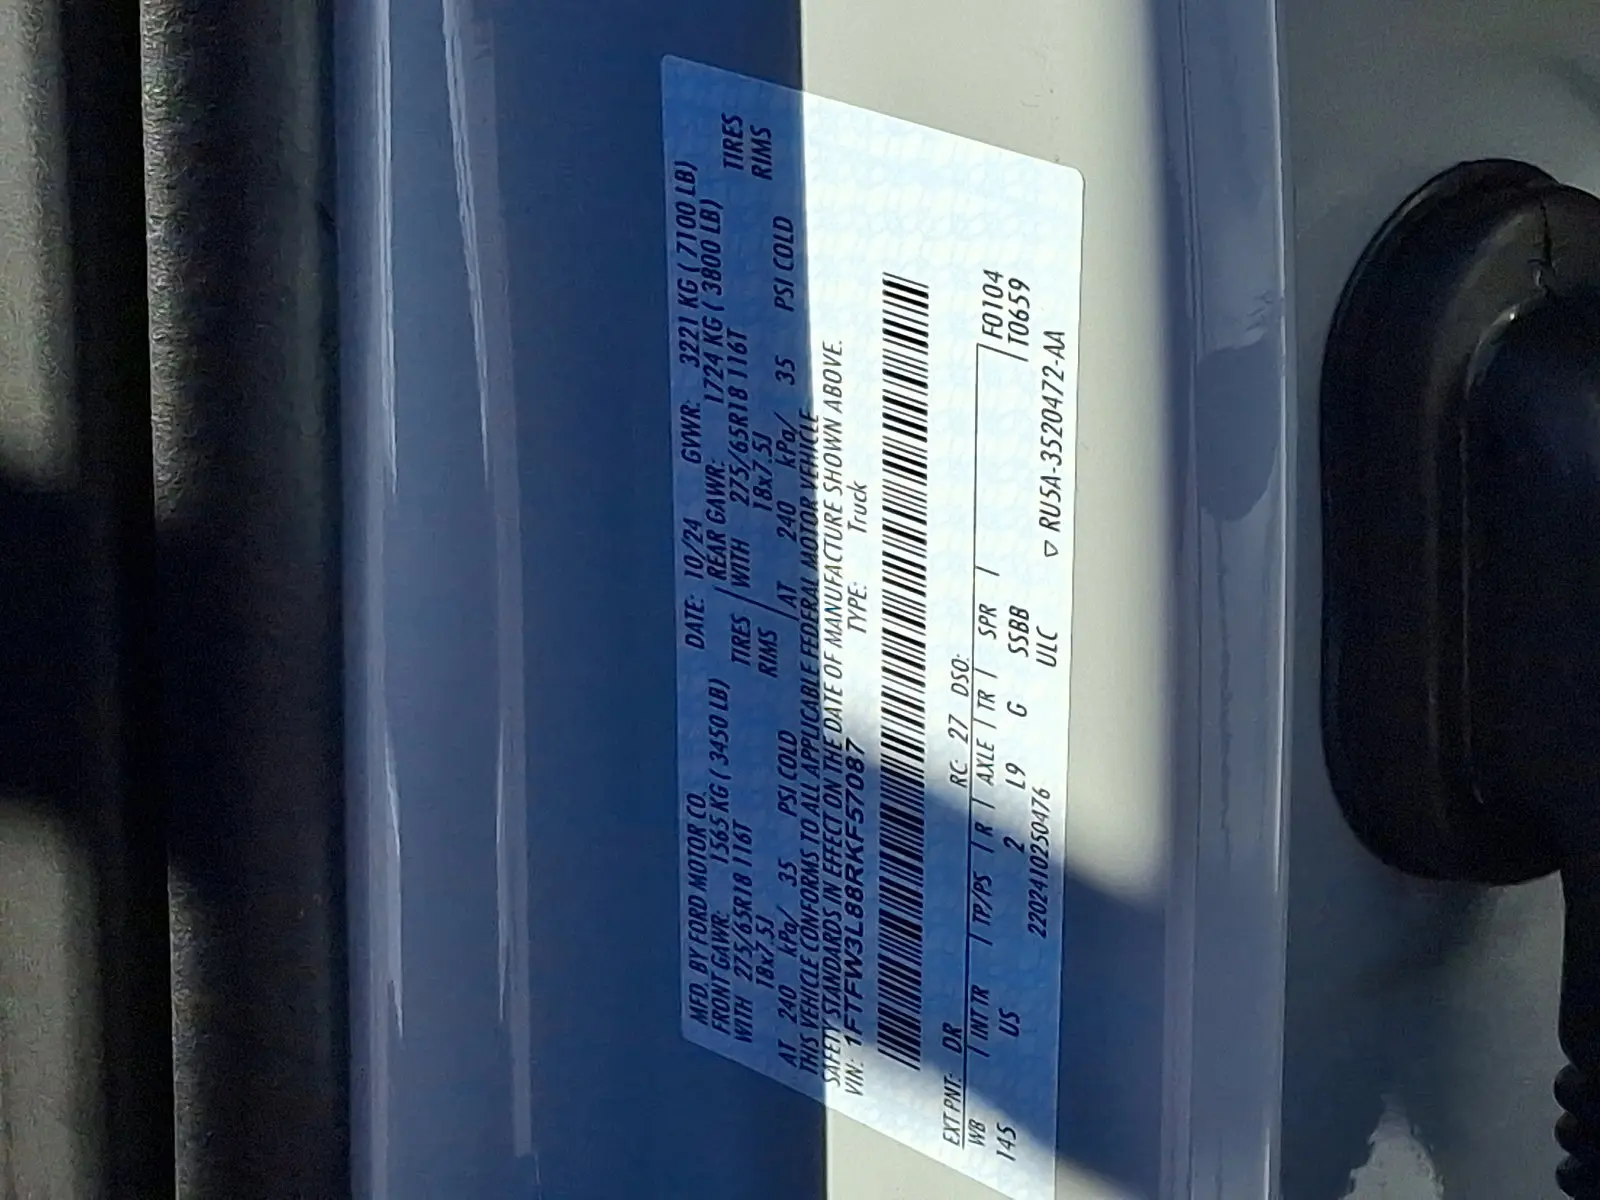 MFD. BY FORD MOTOR CO.
DATE: 10/24 GVWR: 3221 KG ( 7100 LB)
FRONT GAWR: 1565 KG ( 3450 LB) REAR GAWR: 1724 KG ( 3800 LB)
WITH 275/65R18 116T TIRES WITH 275/65R18 116T TIRES
18x7.5J RIMS 18x7.5J RIMS
AT 240 kPa/ 35 PSI COLD AT 240 kPa/ 35 PSI COLD
THIS VEHICLE CONFORMS TO ALL APPLICABLE FEDERAL MOTOR VEHICLE
SAFETY STANDARDS IN EFFECT ON THE DATE OF MANUFACTURE SHOWN ABOVE.
VIN: 1FTFW3L88RKF57087 TYPE: Truck
EXT PNT: DR RC: 27 DSO: F0104
WB INT TR TP/PS R AXLE TR SPR T0659
145 US 2 L9 G SSBB
2202410250476 ULC
▽ RU5A-3520472-AA